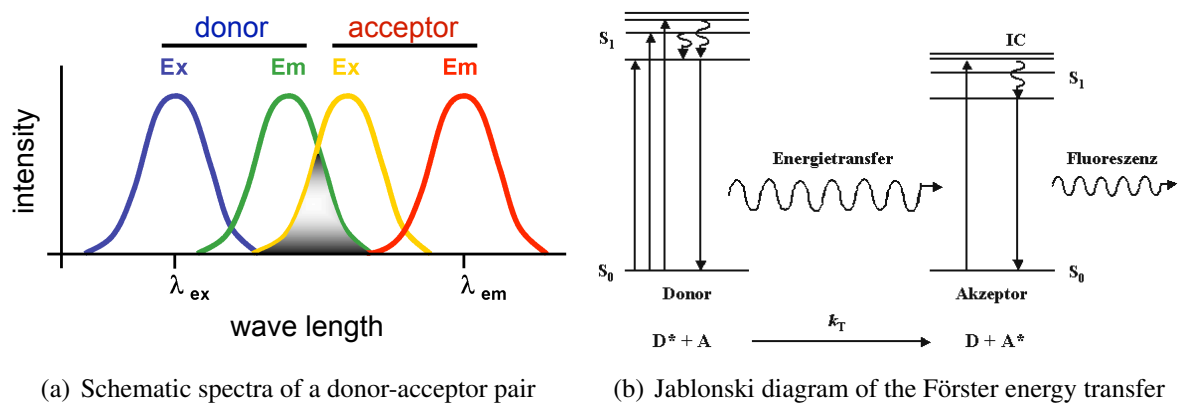 donor acceptor
Ex Em Ex Em
intensity
λ ex λ em
wave length
(a) Schematic spectra of a donor-acceptor pair
IC
S1 S1
Energietransfer Fluoreszenz
S0 S0
Donor Akzeptor
kT
D* + A D + A*
(b) Jablonski diagram of the Förster energy transfer